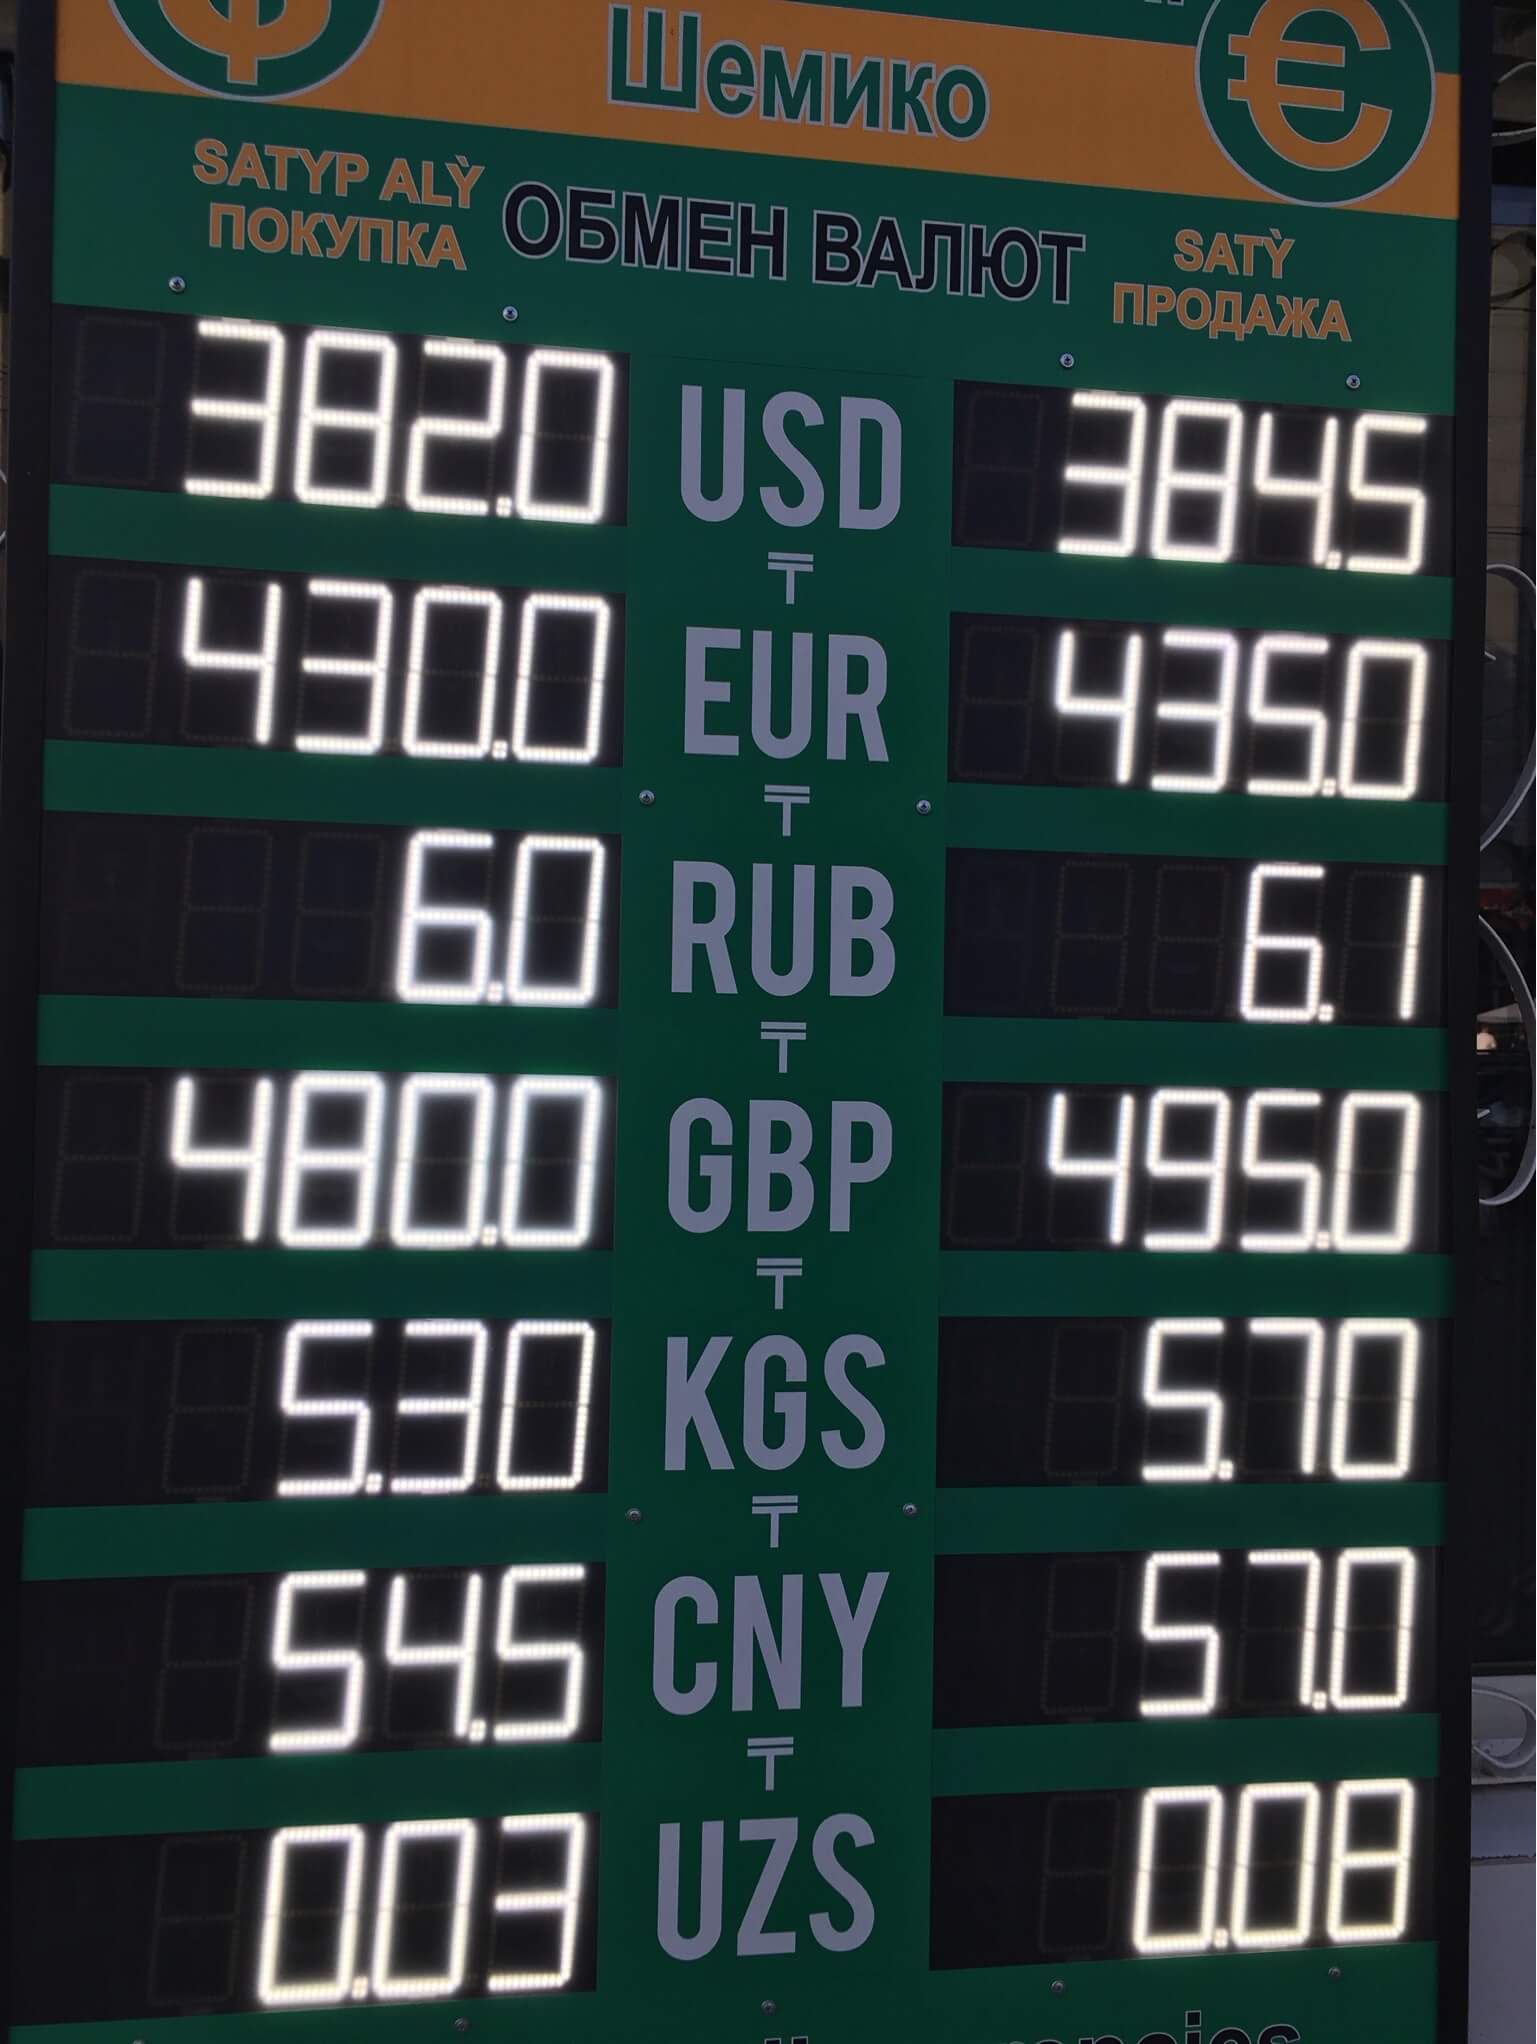 Шемико
€
SATYP ALỲ
ПОКУПКА
ОБМЕН ВАЛЮТ
SATỲ
ПРОДАЖА
382.0 USD 384.5
₸
430.0 EUR 435.0
₸
6.0 RUB 6.1
₸
480.0 GBP 495.0
₸
5.30 KGS 5.70
₸
54.5 CNY 57.0
₸
0.03 UZS 0.08